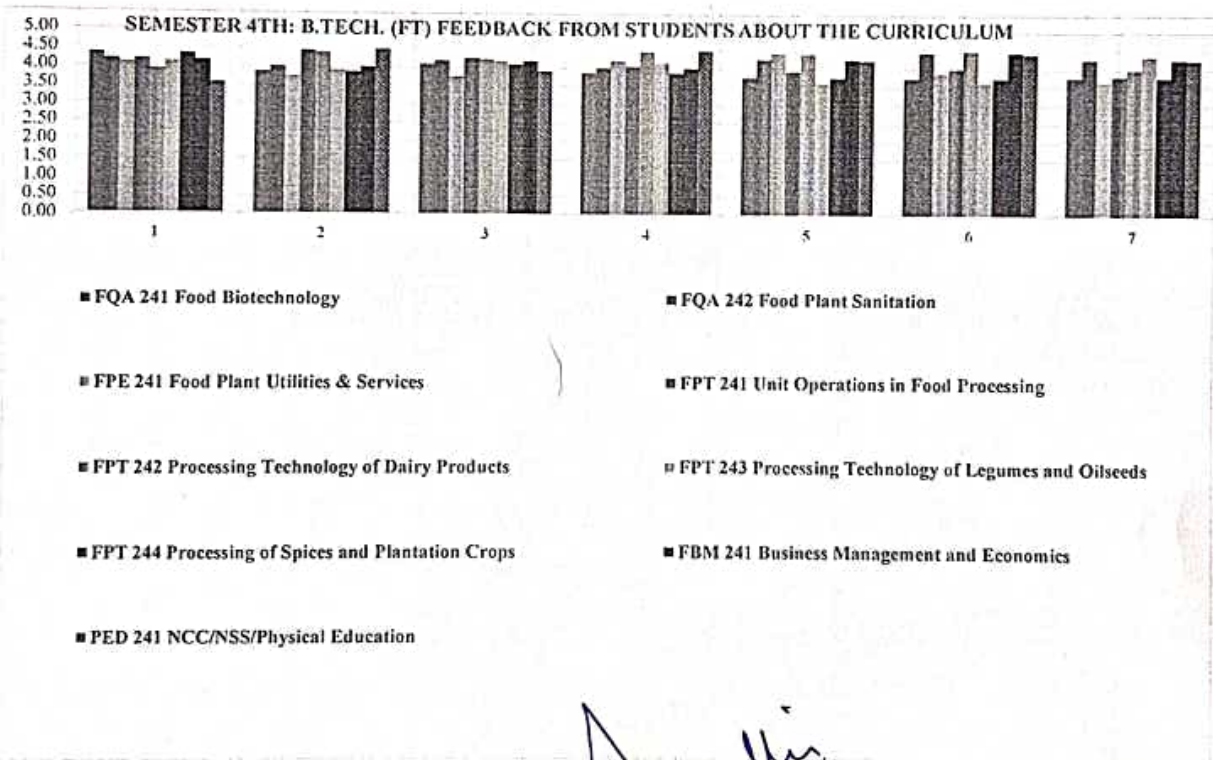 SEMESTER 4TH: B.TECH. (FT) FEEDBACK FROM STUDENTS ABOUT THE CURRICULUM
5.00
4.50
4.00
3.50
3.00
2.50
2.00
1.50
1.00
0.50
0.00
1 2 3 4 5 6 7
FQA 241 Food Biotechnology
FQA 242 Food Plant Sanitation
FPE 241 Food Plant Utilities & Services
FPT 241 Unit Operations in Food Processing
FPT 242 Processing Technology of Dairy Products
FPT 243 Processing Technology of Legumes and Oilseeds
FPT 244 Processing of Spices and Plantation Crops
FBM 241 Business Management and Economics
PED 241 NCC/NSS/Physical Education